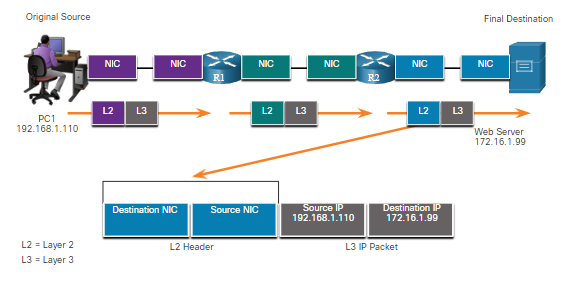 Original Source
Final Destination
NIC
NIC
NIC
NIC
NIC
NIC
R1
R2
L2
L3
L2
L3
L2
L3
PC1
192.168.1.110
Web Server
172.16.1.99
Destination NIC
Source NIC
Source IP
192.168.1.110
Destination IP
172.16.1.99
L2 = Layer 2
L3 = Layer 3
L2 Header
L3 IP Packet